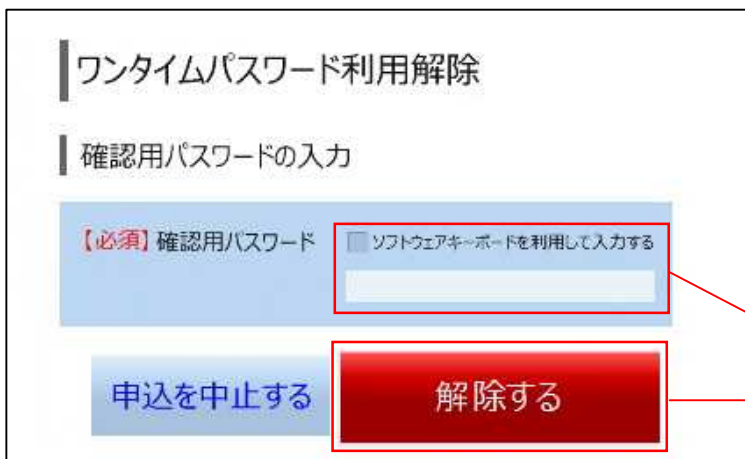 ワンタイムパスワード利用解除
確認用パスワードの入力
【必須】確認用パスワード
ソフトウェアキーボードを利用して入力する
申込を中止する
解除する